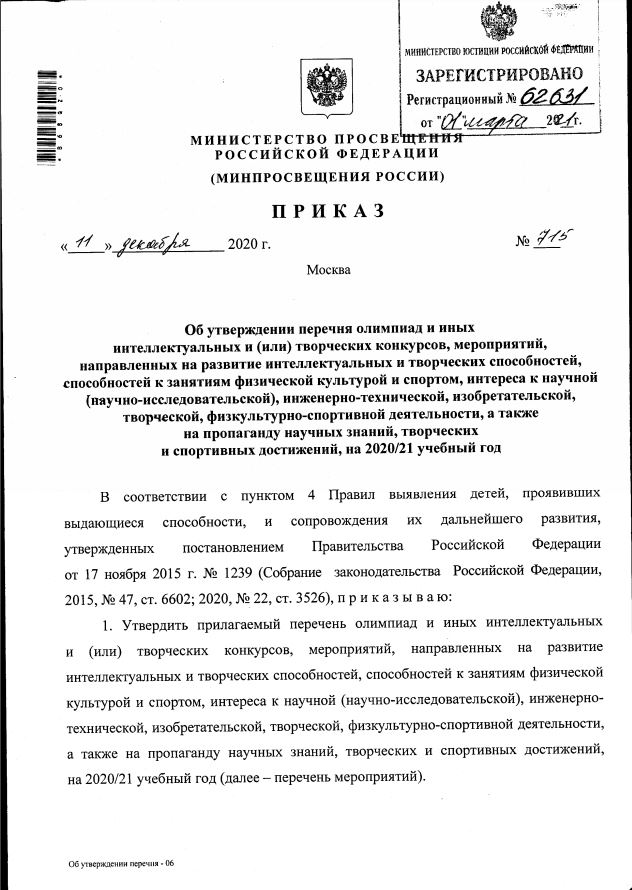 МИНИСТЕРСТВО ЮСТИЦИИ РОССИЙСКОЙ ФЕДЕРАЦИИ
ЗАРЕГИСТРИРОВАНО
Регистрационный № 62631
от "01" марта 2021г.
МИНИСТЕРСТВО ПРОСВЕЩЕНИЯ
РОССИЙСКОЙ ФЕДЕРАЦИИ
(МИНПРОСВЕЩЕНИЯ РОССИИ)
ПРИКАЗ
« 11 » декабря 2020 г.
№ 715
Москва
Об утверждении перечня олимпиад и иных
интеллектуальных и (или) творческих конкурсов, мероприятий,
направленных на развитие интеллектуальных и творческих способностей,
способностей к занятиям физической культурой и спортом, интереса к научной
(научно-исследовательской), инженерно-технической, изобретательской,
творческой, физкультурно-спортивной деятельности, а также
на пропаганду научных знаний, творческих
и спортивных достижений, на 2020/21 учебный год
В соответствии с пунктом 4 Правил выявления детей, проявивших
выдающиеся способности, и сопровождения их дальнейшего развития,
утвержденных постановлением Правительства Российской Федерации
от 17 ноября 2015 г. № 1239 (Собрание законодательства Российской Федерации,
2015, № 47, ст. 6602; 2020, № 22, ст. 3526), п р и к а з ы в а ю:
1. Утвердить прилагаемый перечень олимпиад и иных интеллектуальных
и (или) творческих конкурсов, мероприятий, направленных на развитие
интеллектуальных и творческих способностей, способностей к занятиям физической
культурой и спортом, интереса к научной (научно-исследовательской), инженерно-
технической, изобретательской, творческой, физкультурно-спортивной деятельности,
а также на пропаганду научных знаний, творческих и спортивных достижений,
на 2020/21 учебный год (далее – перечень мероприятий).
Об утверждении перечня - 06